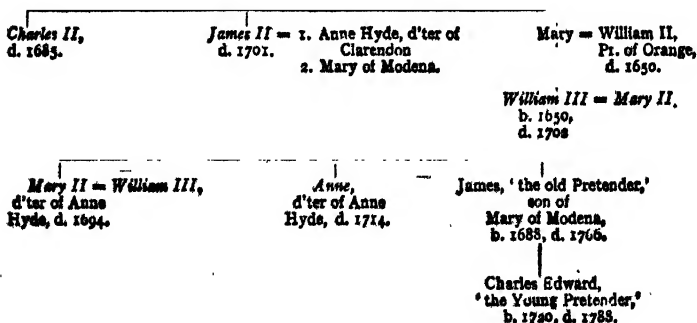 Charles II,
d. 1685.
James II = 1. Anne Hyde, d'ter of
d. 1701. Clarendon
2. Mary of Modena.
Mary = William II,
Pr. of Orange,
d. 1650.
William III = Mary II.
b. 1650,
d. 1702
Mary II = William III,
d'ter of Anne
Hyde, d. 1694.
Anne,
d'ter of Anne
Hyde, d. 1714.
James, 'the old Pretender,'
son of
Mary of Modena,
b. 1688, d. 1766.
Charles Edward,
'the Young Pretender,'
b. 1720, d. 1788.